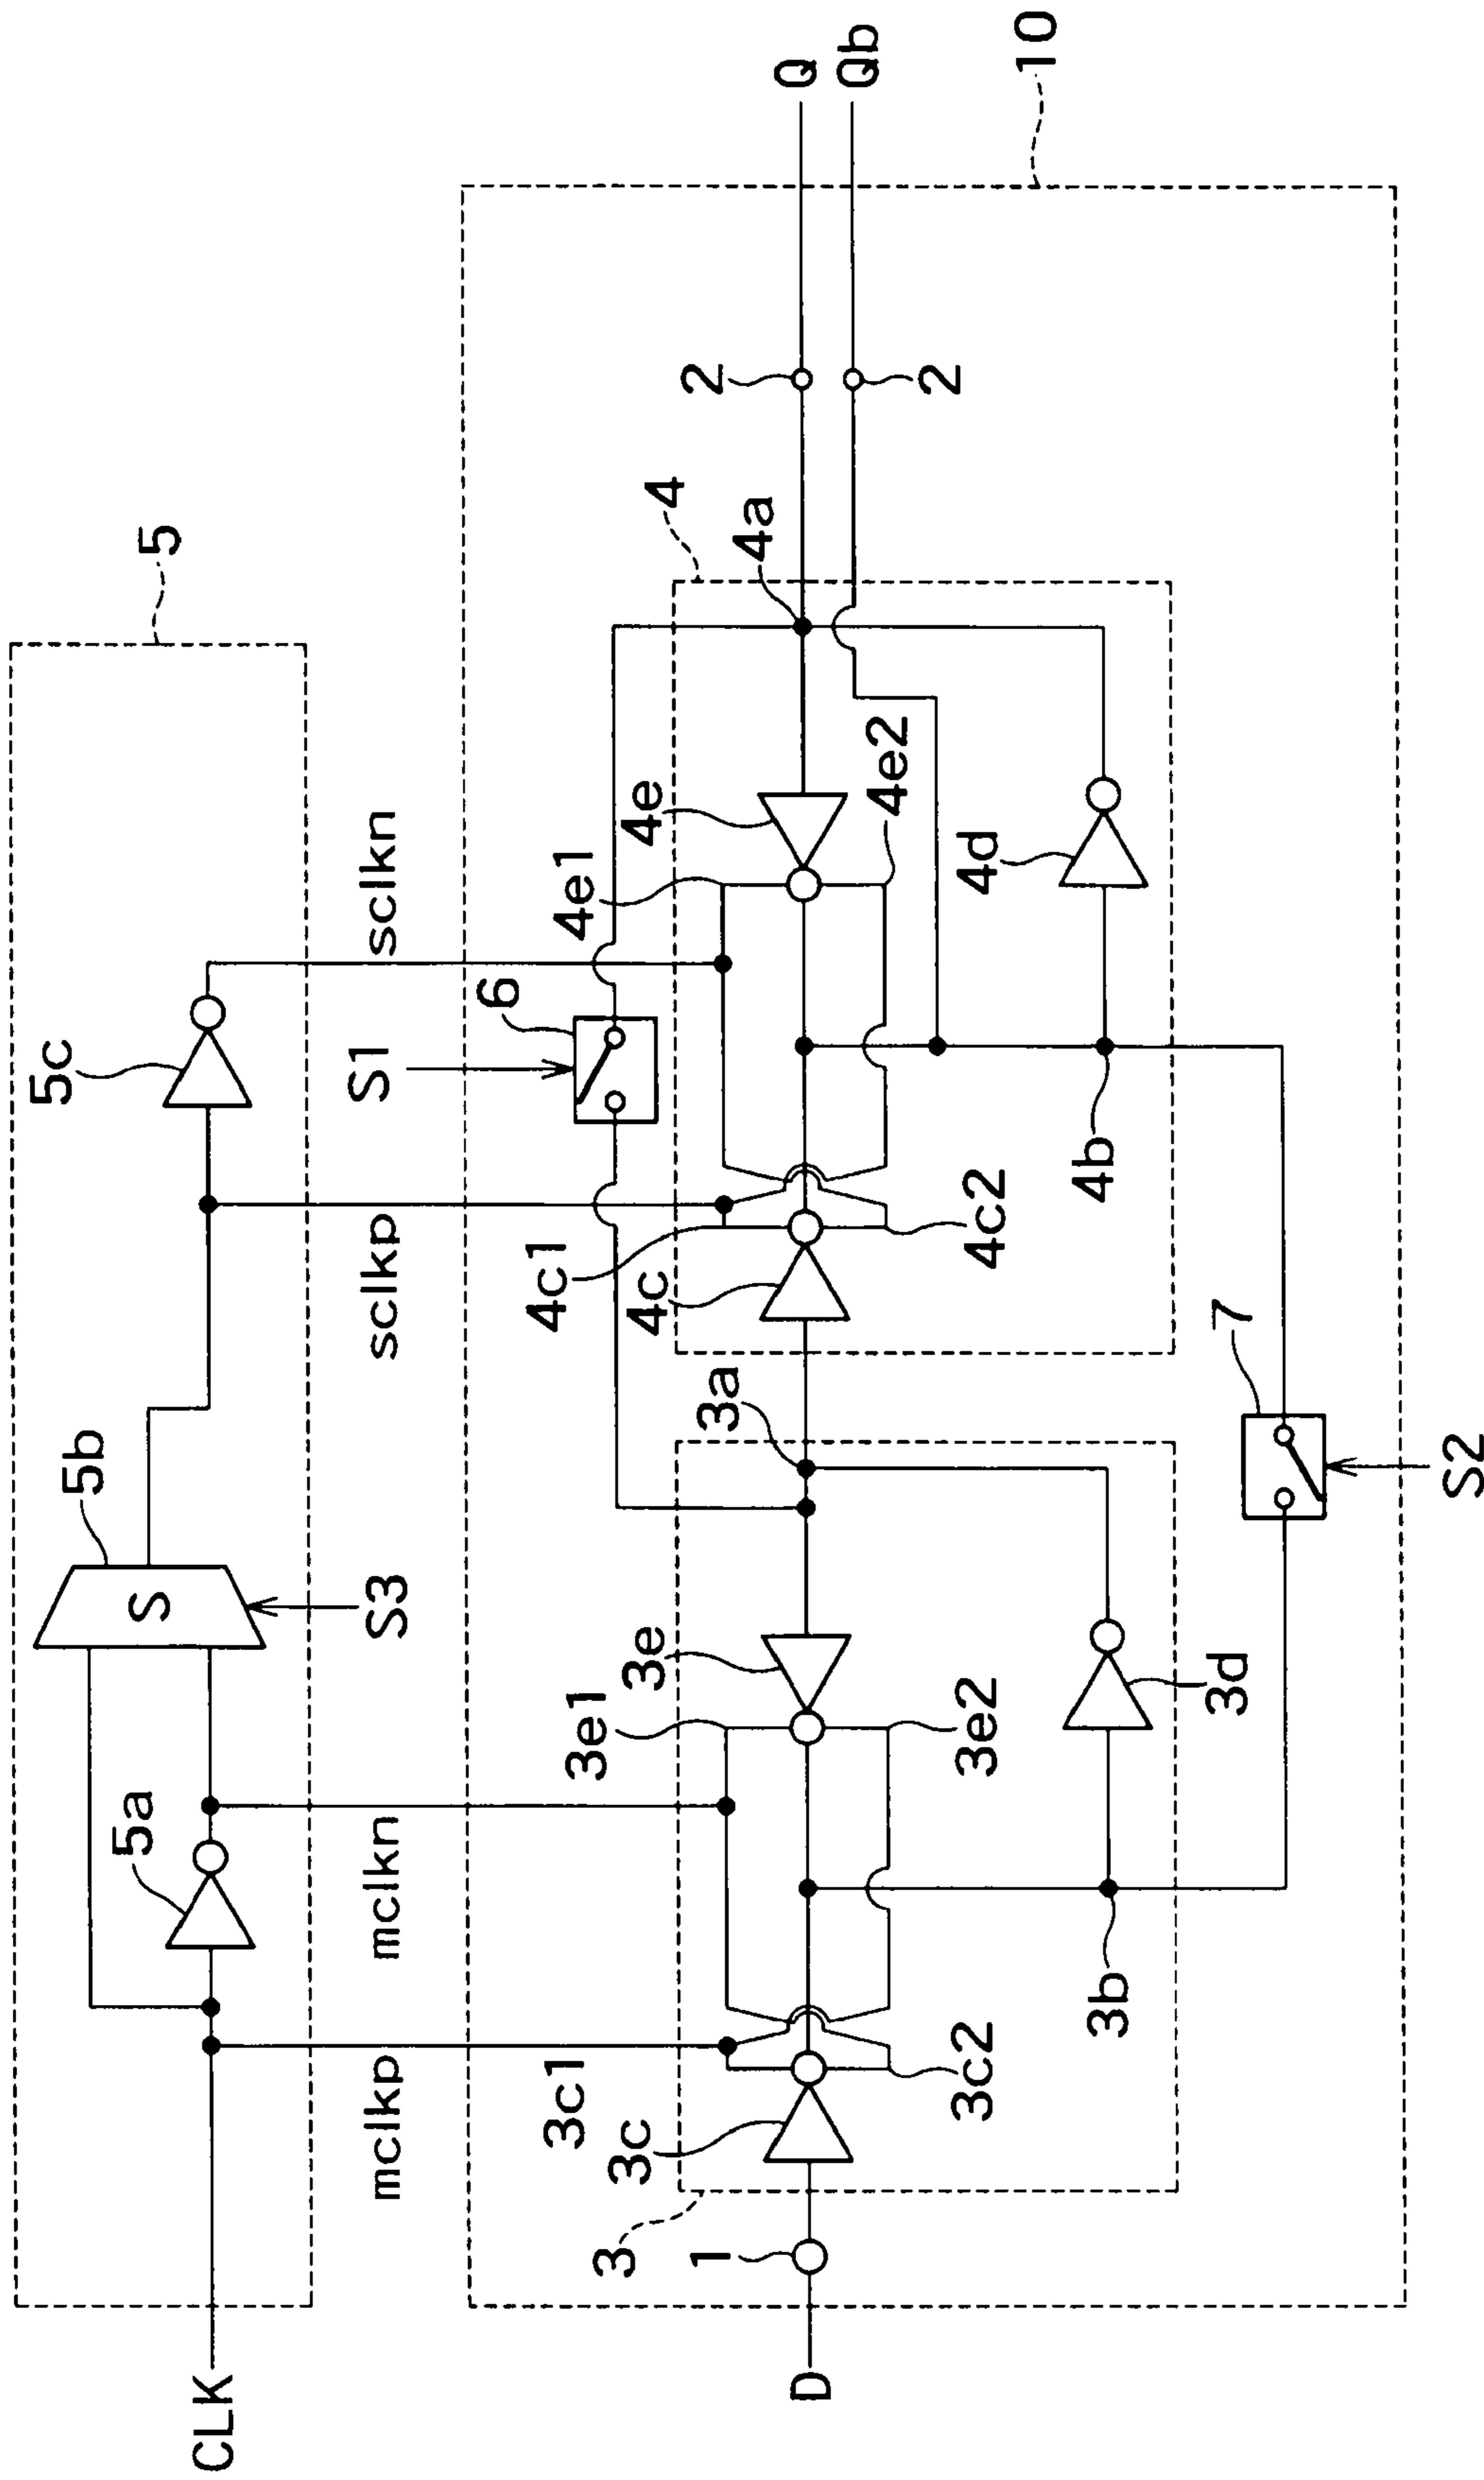 5
5c
5b
5a
S
S3
CLK
sclkn
sclkp
mclkn
mclkp
S1
6
10
Q
Qb
2
2
4
4a
4e
4e1
4e2
4d
4c1
4c
4c2
4b
3a
7
S2
3e
3e1
3e2
3d
3c1
3c
3c2
3b
3
1
D